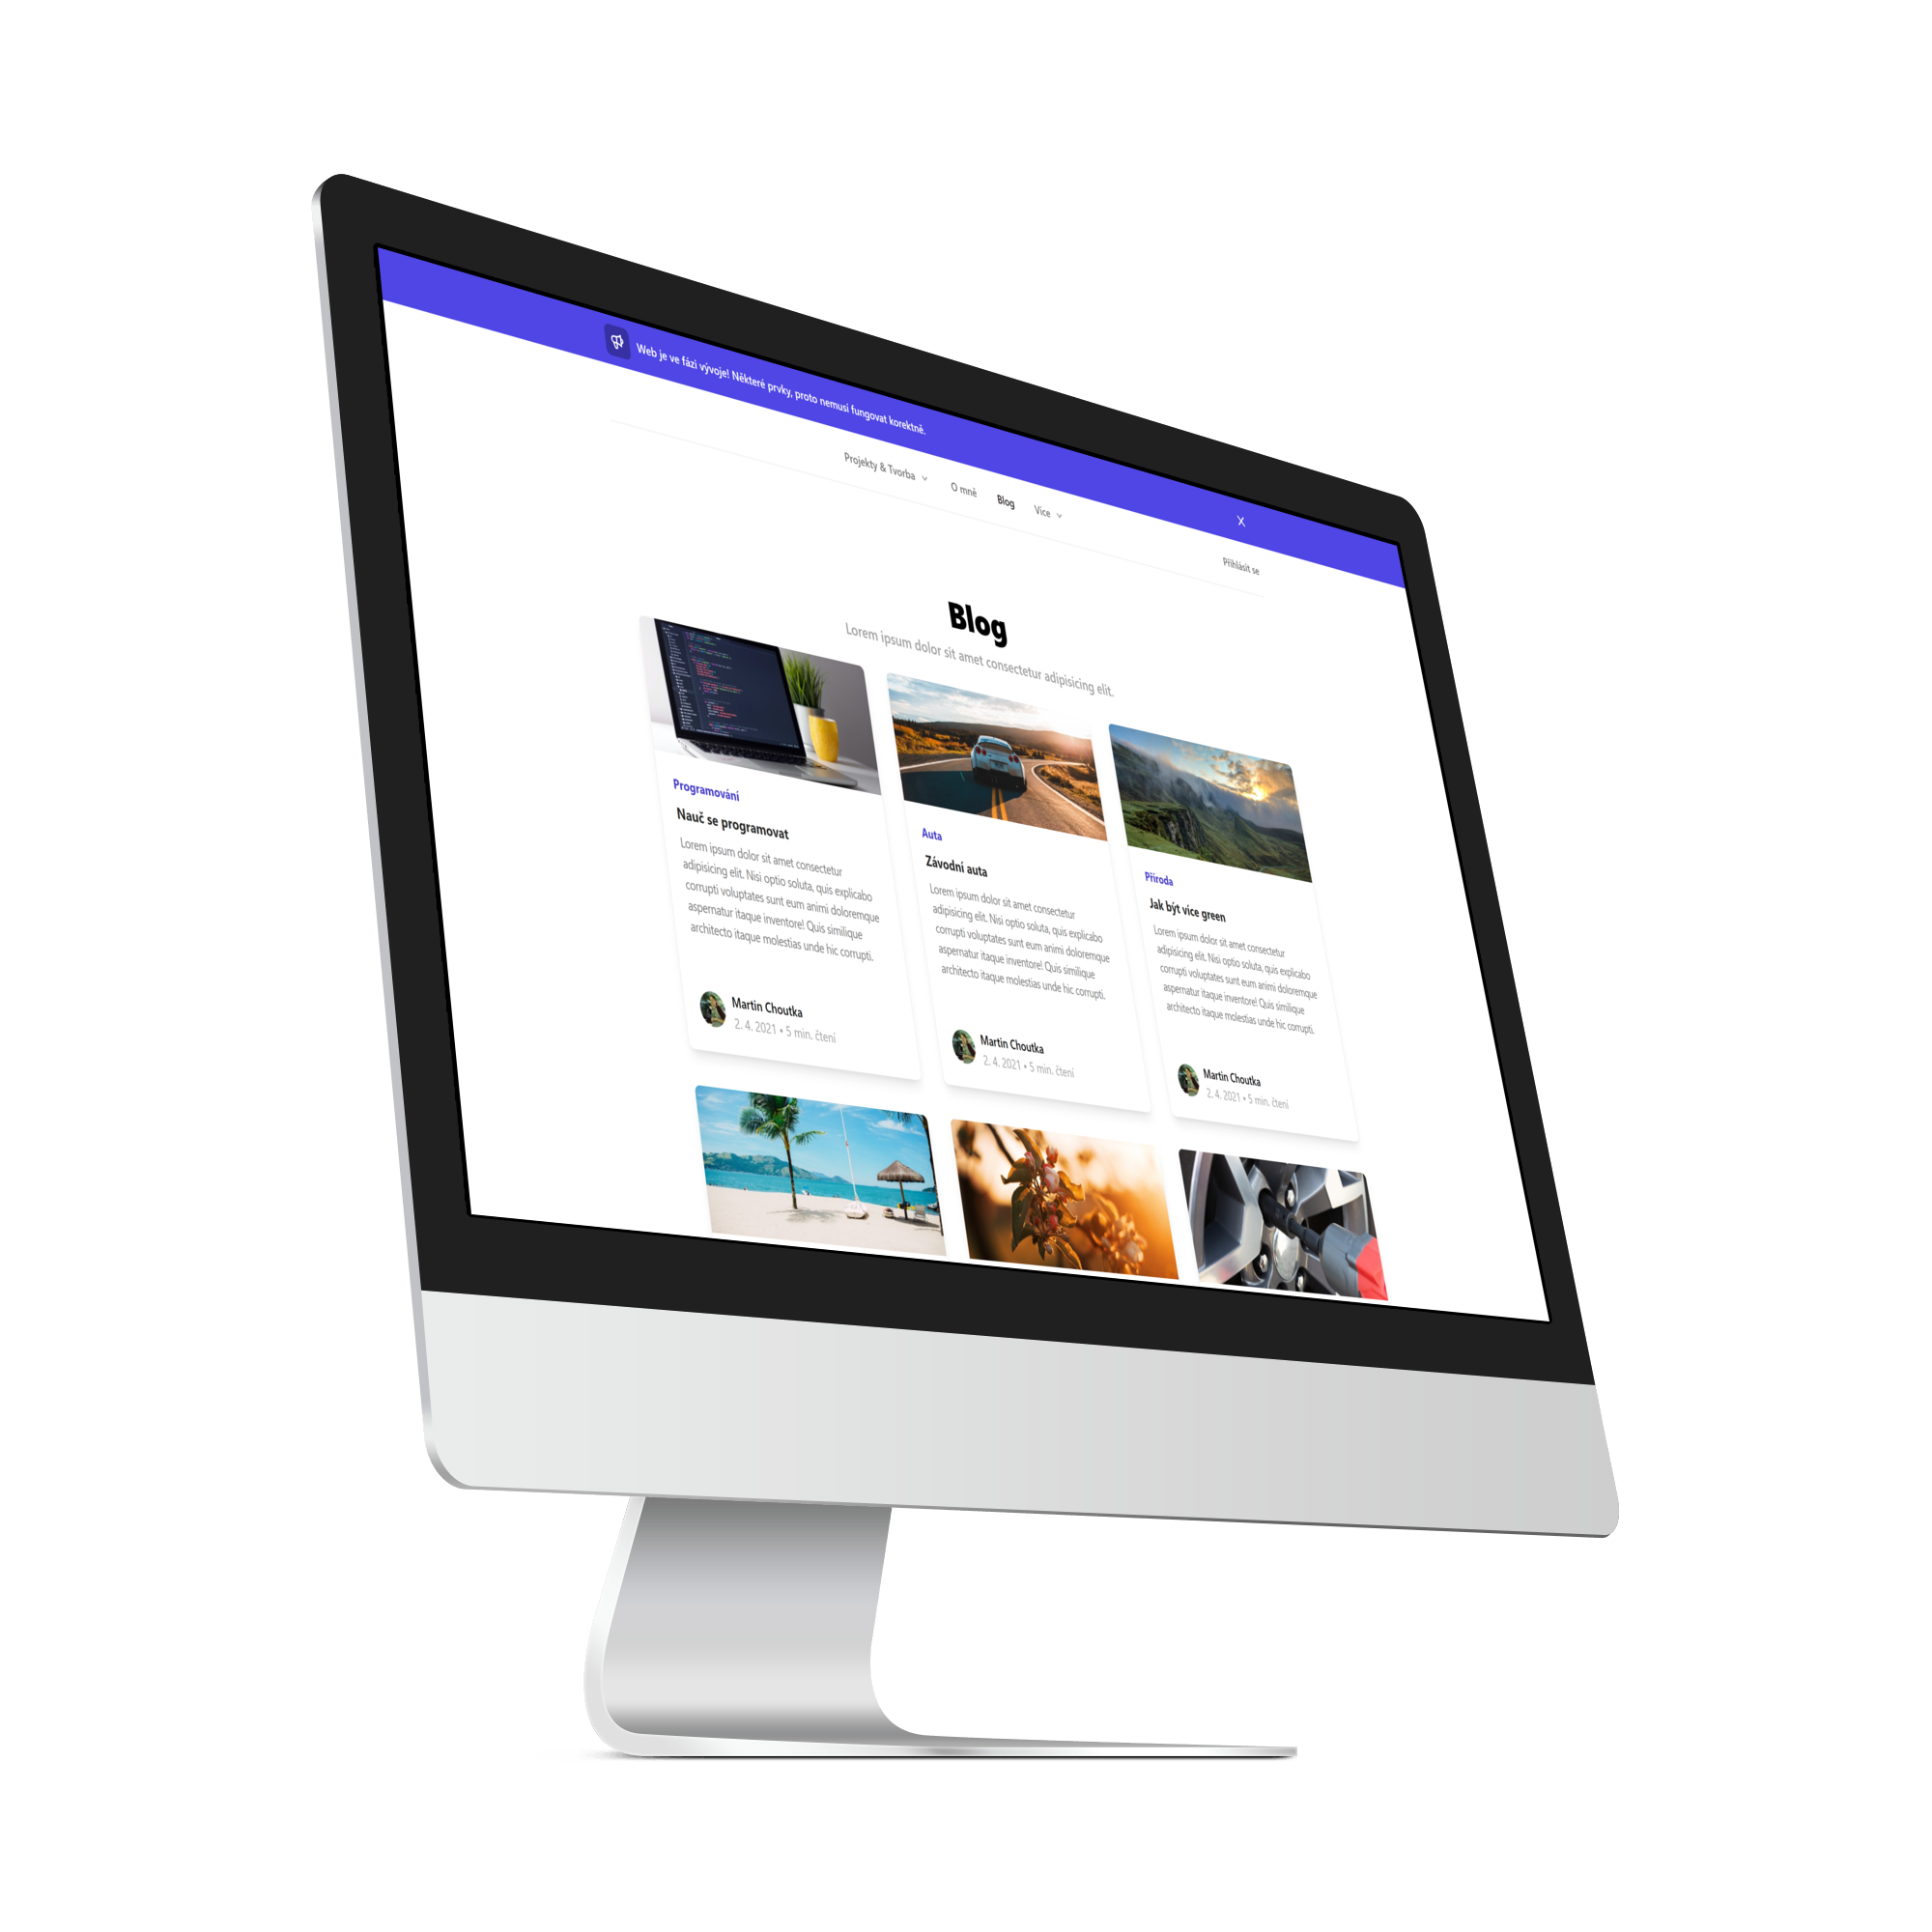 Web je ve fázi vývoje! Některé prvky, proto nemusí fungovat korektně.
X
Projekty & Tvorba
O mně
Blog
Více
Přihlásit se
Blog
Lorem ipsum dolor sit amet consectetur adipisicing elit.
Programování
Nauč se programovat
Lorem ipsum dolor sit amet consectetur
adipisicing elit. Nisi optio soluta, quis explicabo
corrupti voluptates sunt eum animi doloremque
aspernatur itaque inventore! Quis similique
architecto itaque molestias unde hic corrupti.
Martin Choutka
2. 4. 2021 • 5 min. čtení
Auta
Závodní auta
Lorem ipsum dolor sit amet consectetur
adipisicing elit. Nisi optio soluta, quis explicabo
corrupti voluptates sunt eum animi doloremque
aspernatur itaque inventore! Quis similique
architecto itaque molestias unde hic corrupti.
Martin Choutka
2. 4. 2021 • 5 min. čtení
Příroda
Jak být více green
Lorem ipsum dolor sit amet consectetur
adipisicing elit. Nisi optio soluta, quis explicabo
corrupti voluptates sunt eum animi doloremque
aspernatur itaque inventore! Quis similique
architecto itaque molestias unde hic corrupti.
Martin Choutka
2. 4. 2021 • 5 min. čtení